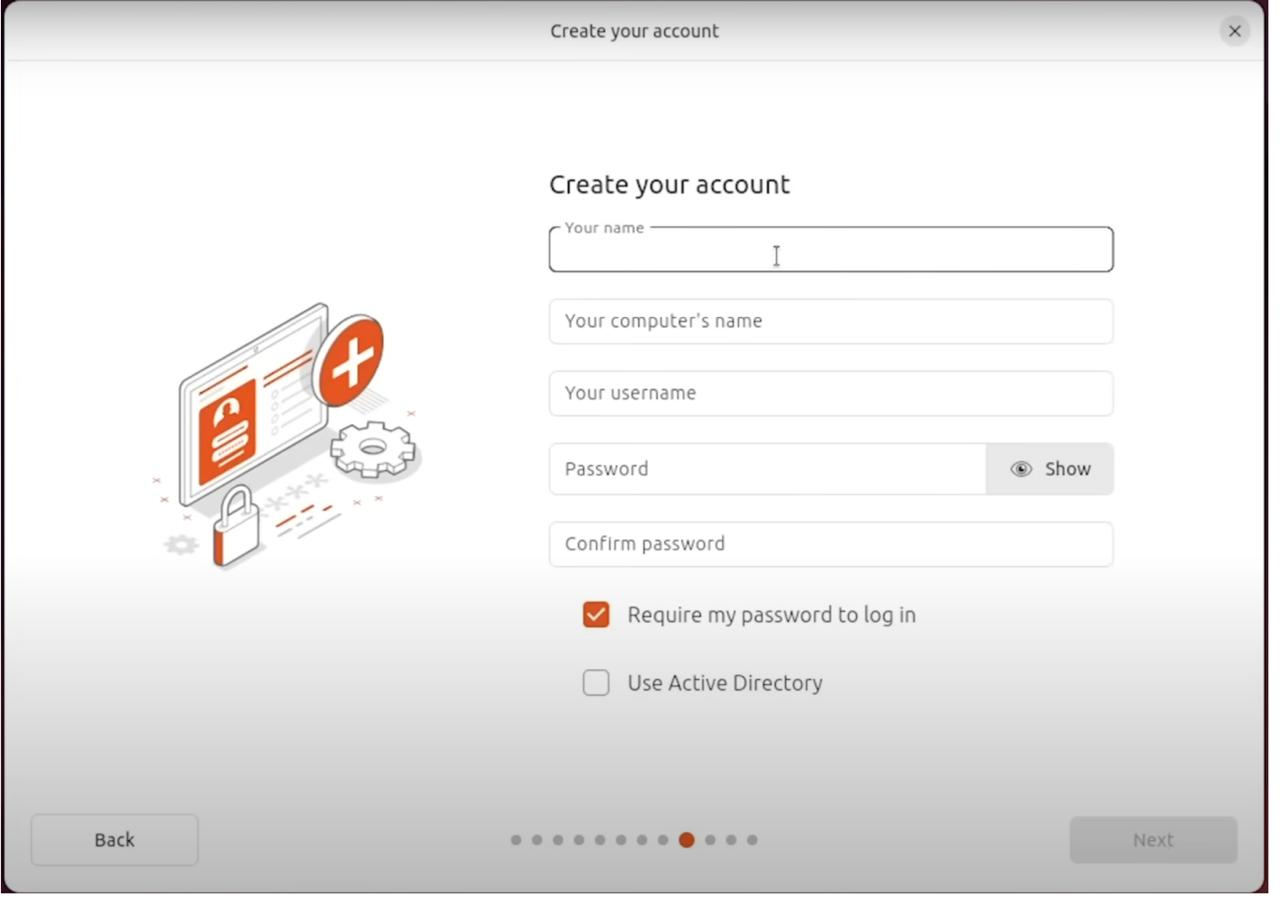 Create your account
Create your account
Your name
Your computer's name
Your username
Password
Show
Confirm password
Require my password to log in
Use Active Directory
Back
Next